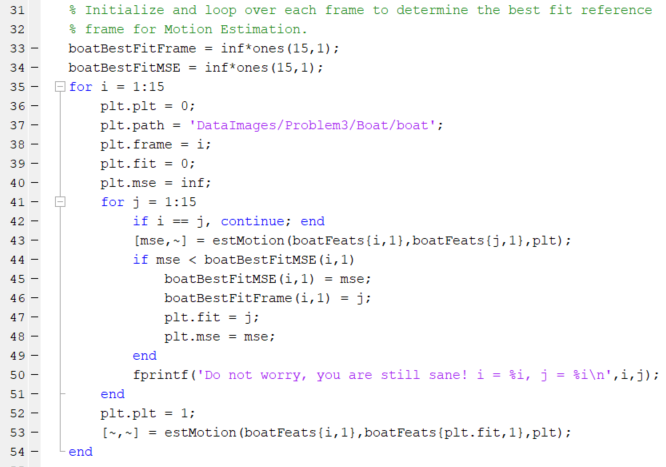 31 % Initialize and loop over each frame to determine the best fit reference
32 % frame for Motion Estimation.
33 - boatBestFitFrame = inf*ones(15,1);
34 - boatBestFitMSE = inf*ones(15,1);
35 - for i = 1:15
36 - plt.plt = 0;
37 - plt.path = 'DataImages/Problem3/Boat/boat';
38 - plt.frame = i;
39 - plt.fit = 0;
40 - plt.mse = inf;
41 - for j = 1:15
42 - if i == j, continue; end
43 - [mse,~] = estMotion(boatFeats{i,1},boatFeats{j,1},plt);
44 - if mse < boatBestFitMSE(i,1)
45 - boatBestFitMSE(i,1) = mse;
46 - boatBestFitFrame(i,1) = j;
47 - plt.fit = j;
48 - plt.mse = mse;
49 - end
50 - fprintf('Do not worry, you are still sane! i = %i, j = %i\n',i,j);
51 - end
52 - plt.plt = 1;
53 - [~,~] = estMotion(boatFeats{i,1},boatFeats{plt.fit,1},plt);
54 - end